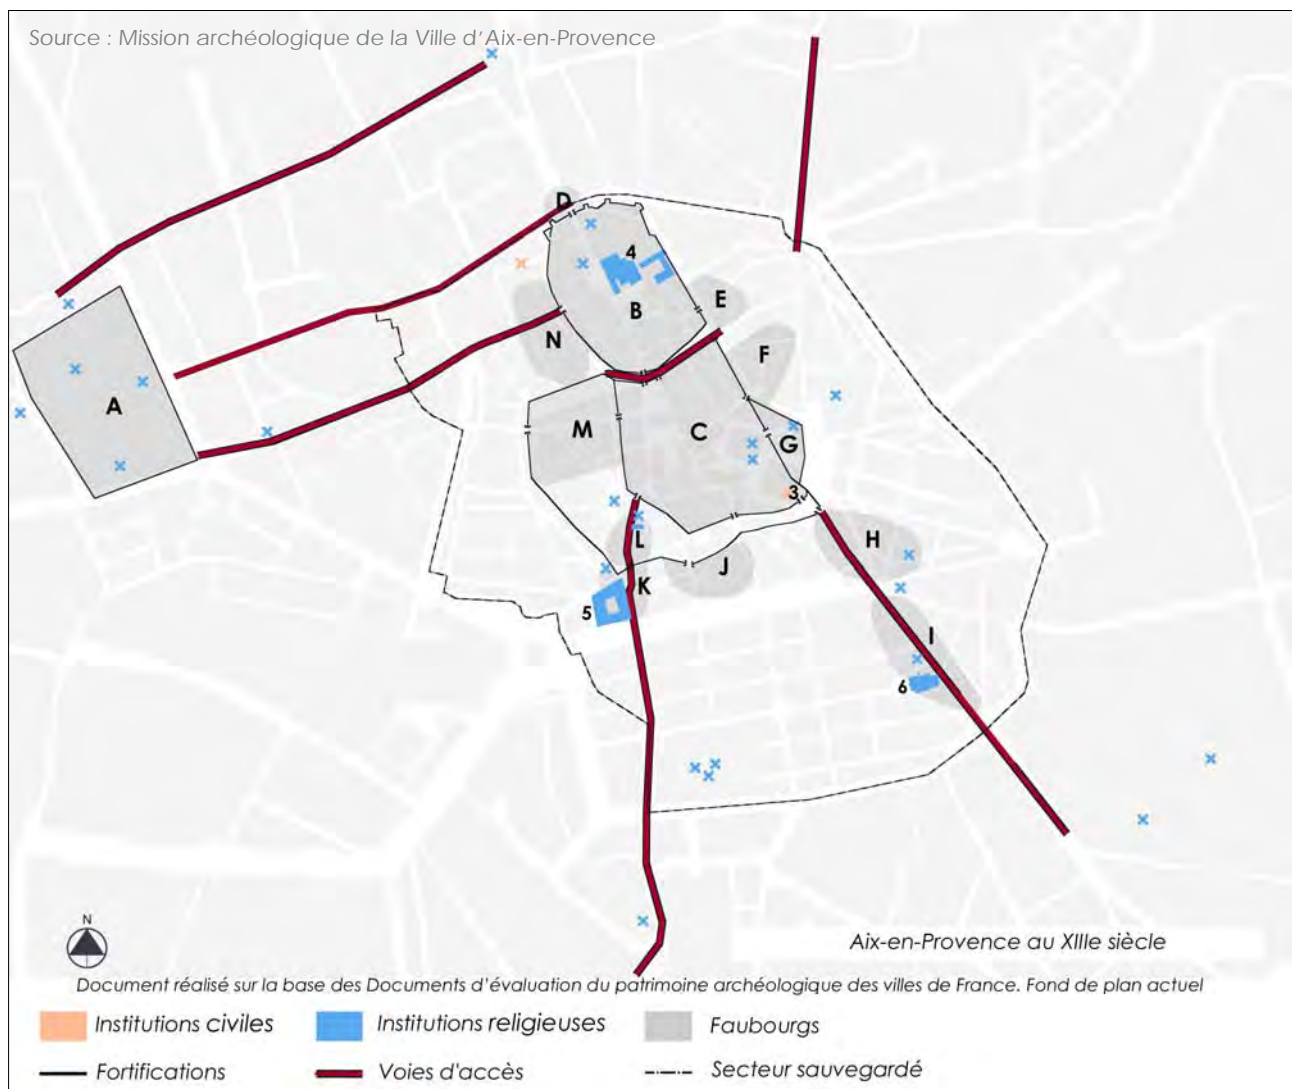 Source : Mission archéologique de la Ville d'Aix-en-Provence
D
4
E
B
N
F
A
M
C
G
3
L
H
J
K
5
I
6
N
Aix-en-Provence au XIIIe siècle
Document réalisé sur la base des Documents d'évaluation du patrimoine archéologique des villes de France. Fond de plan actuel
Institutions civiles
Institutions religieuses
Faubourgs
Fortifications
Voies d'accès
Secteur sauvegardé